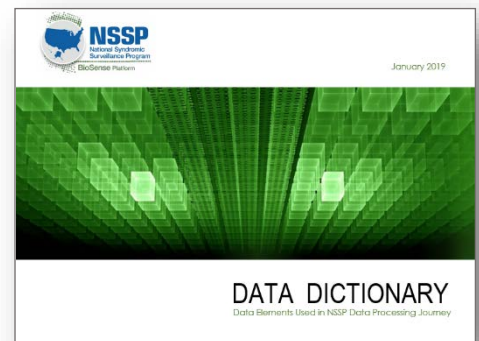 NSSP
National Syndromic
Surveillance Program
BioSense Platform
January 2019
DATA DICTIONARY
Data Elements Used in NSSP Data Processing Journey